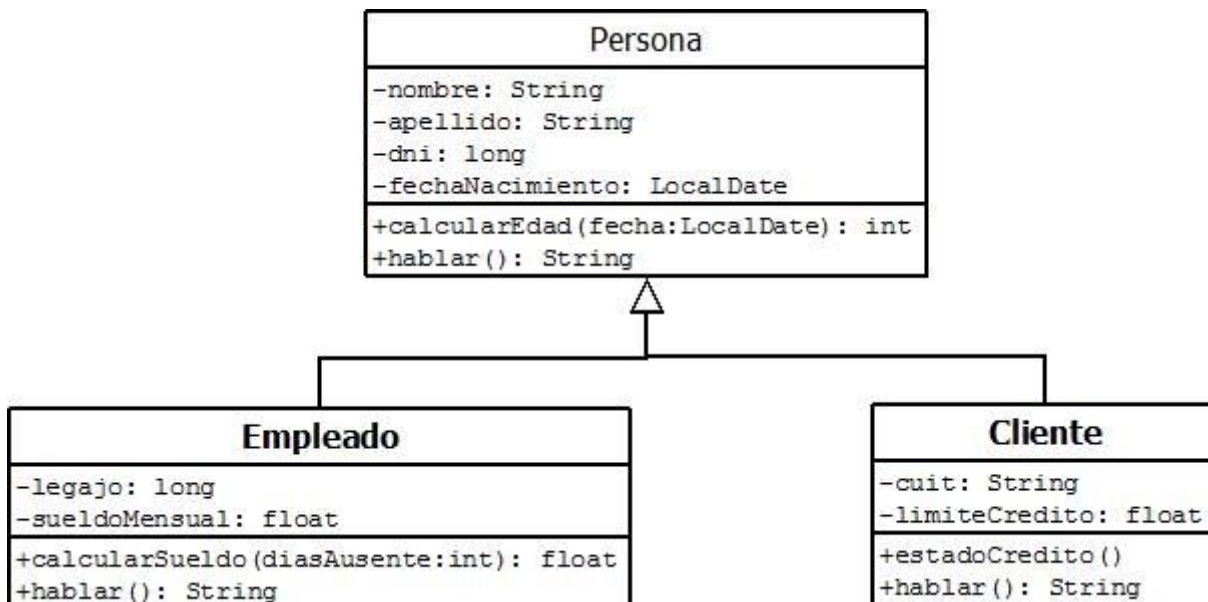 Persona
-nombre: String
-apellido: String
-dni: long
-fechaNacimiento: LocalDate
+calcularEdad(fecha:LocalDate): int
+hablar(): String
Empleado
-legajo: long
-sueldoMensual: float
+calcularSueldo(diasAusente:int): float
+hablar(): String
Cliente
-cuit: String
-limiteCredito: float
+estadoCredito()
+hablar(): String